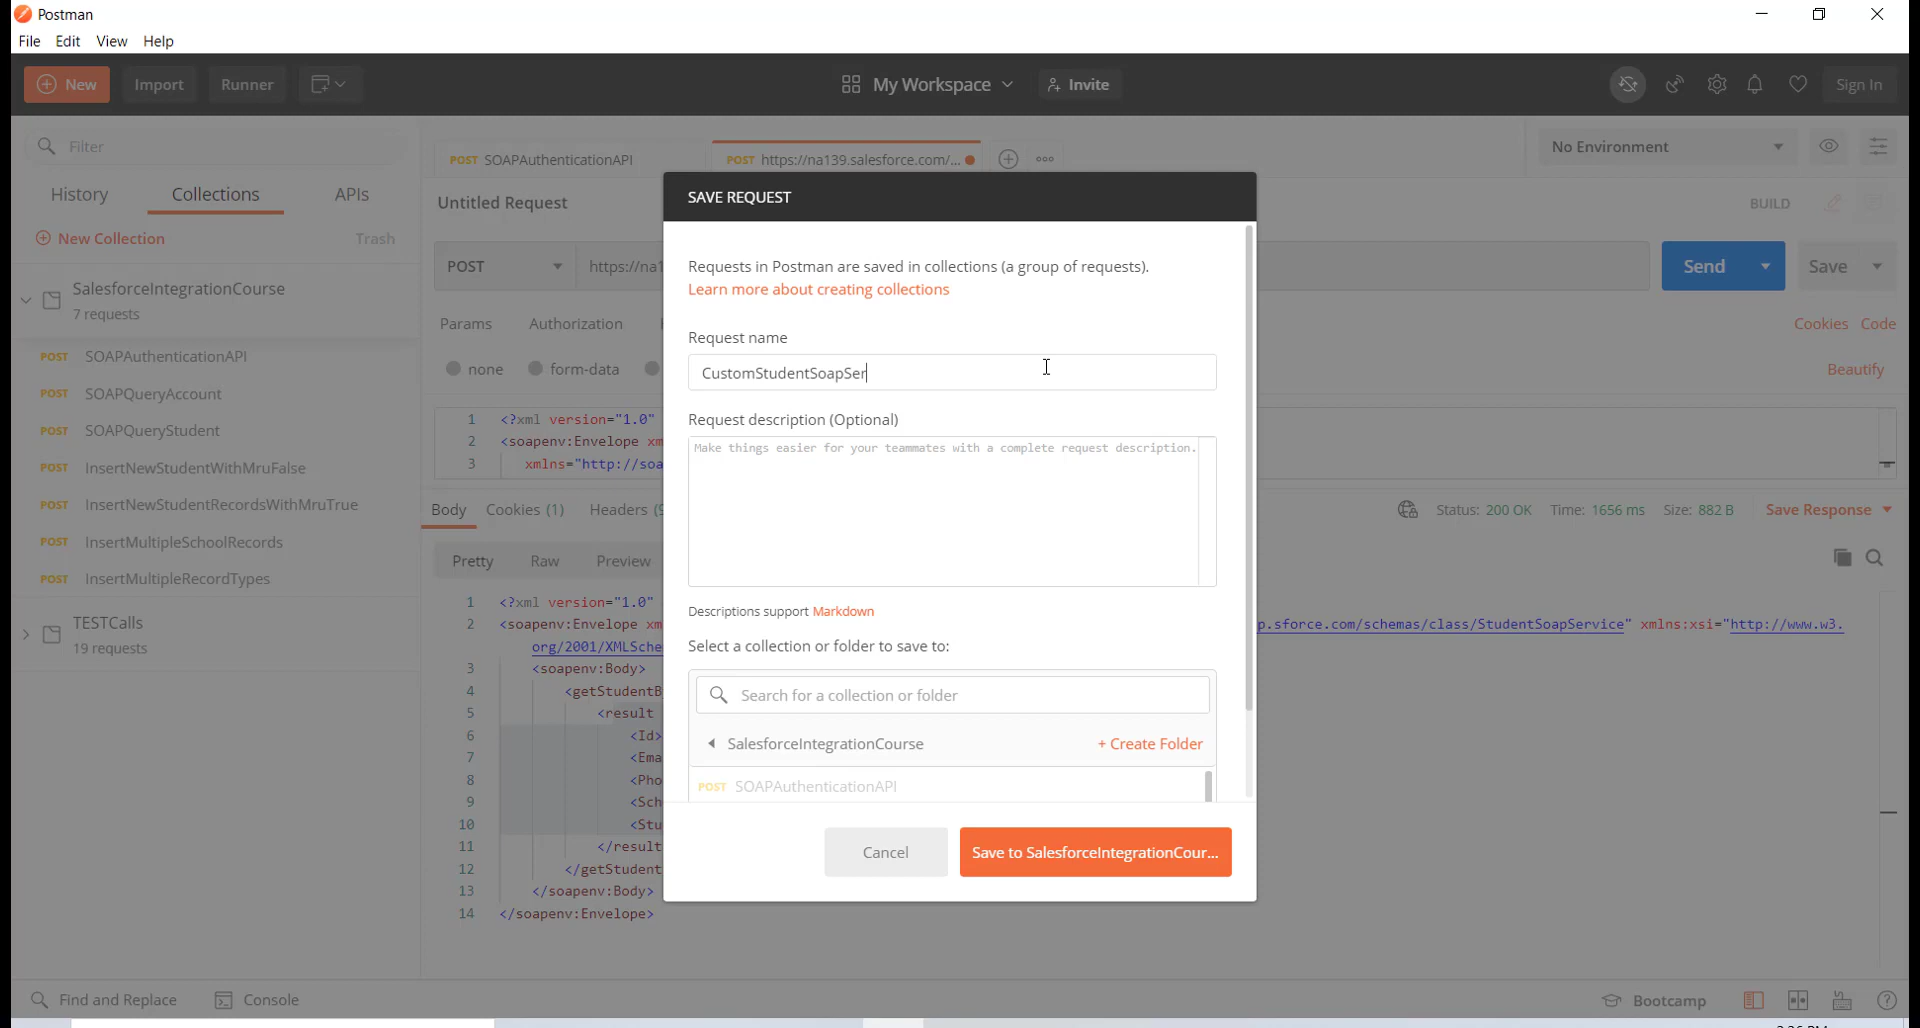 Postman
File Edit View Help
New Import Runner My Workspace Invite Sign In
Filter
History Collections APIs
New Collection Trash
SalesforceIntegrationCourse
7 requests
POST SOAPAuthenticationAPI
POST SOAPQueryAccount
POST SOAPQueryStudent
POST InsertNewStudentWithMruFalse
POST InsertNewStudentRecordsWithMruTrue
POST InsertMultipleSchoolRecords
POST InsertMultipleRecordTypes
TESTCalls
19 requests
POST SOAPAuthenticationAPI POST https://na139.salesforce.com/... No Environment
Untitled Request BUILD
POST https://na1 Send Save
Params Authorization Cookies Code
none form-data Beautify
1 <?xml version="1.0"
2 <soapenv:Envelope xm
3 xmlns="http://soa
Body Cookies (1) Headers (9 Status: 200 OK Time: 1656 ms Size: 882 B Save Response
Pretty Raw Preview
1 <?xml version="1.0"
2 <soapenv:Envelope xm p.sforce.com/schemas/class/StudentSoapService" xmlns:xsi="http://www.w3.
org/2001/XMLSche
3 <soapenv:Body>
4 <getStudentB
5 <result
6 <Id>
7 <Ema
8 <Pho
9 <Sch
10 <Stu
11 </result
12 </getStudent
13 </soapenv:Body>
14 </soapenv:Envelope>
SAVE REQUEST
Requests in Postman are saved in collections (a group of requests).
Learn more about creating collections
Request name
CustomStudentSoapSer
Request description (Optional)
Make things easier for your teammates with a complete request description.
Descriptions support Markdown
Select a collection or folder to save to:
Search for a collection or folder
SalesforceIntegrationCourse + Create Folder
POST SOAPAuthenticationAPI
Cancel Save to SalesforceIntegrationCour...
Find and Replace Console Bootcamp